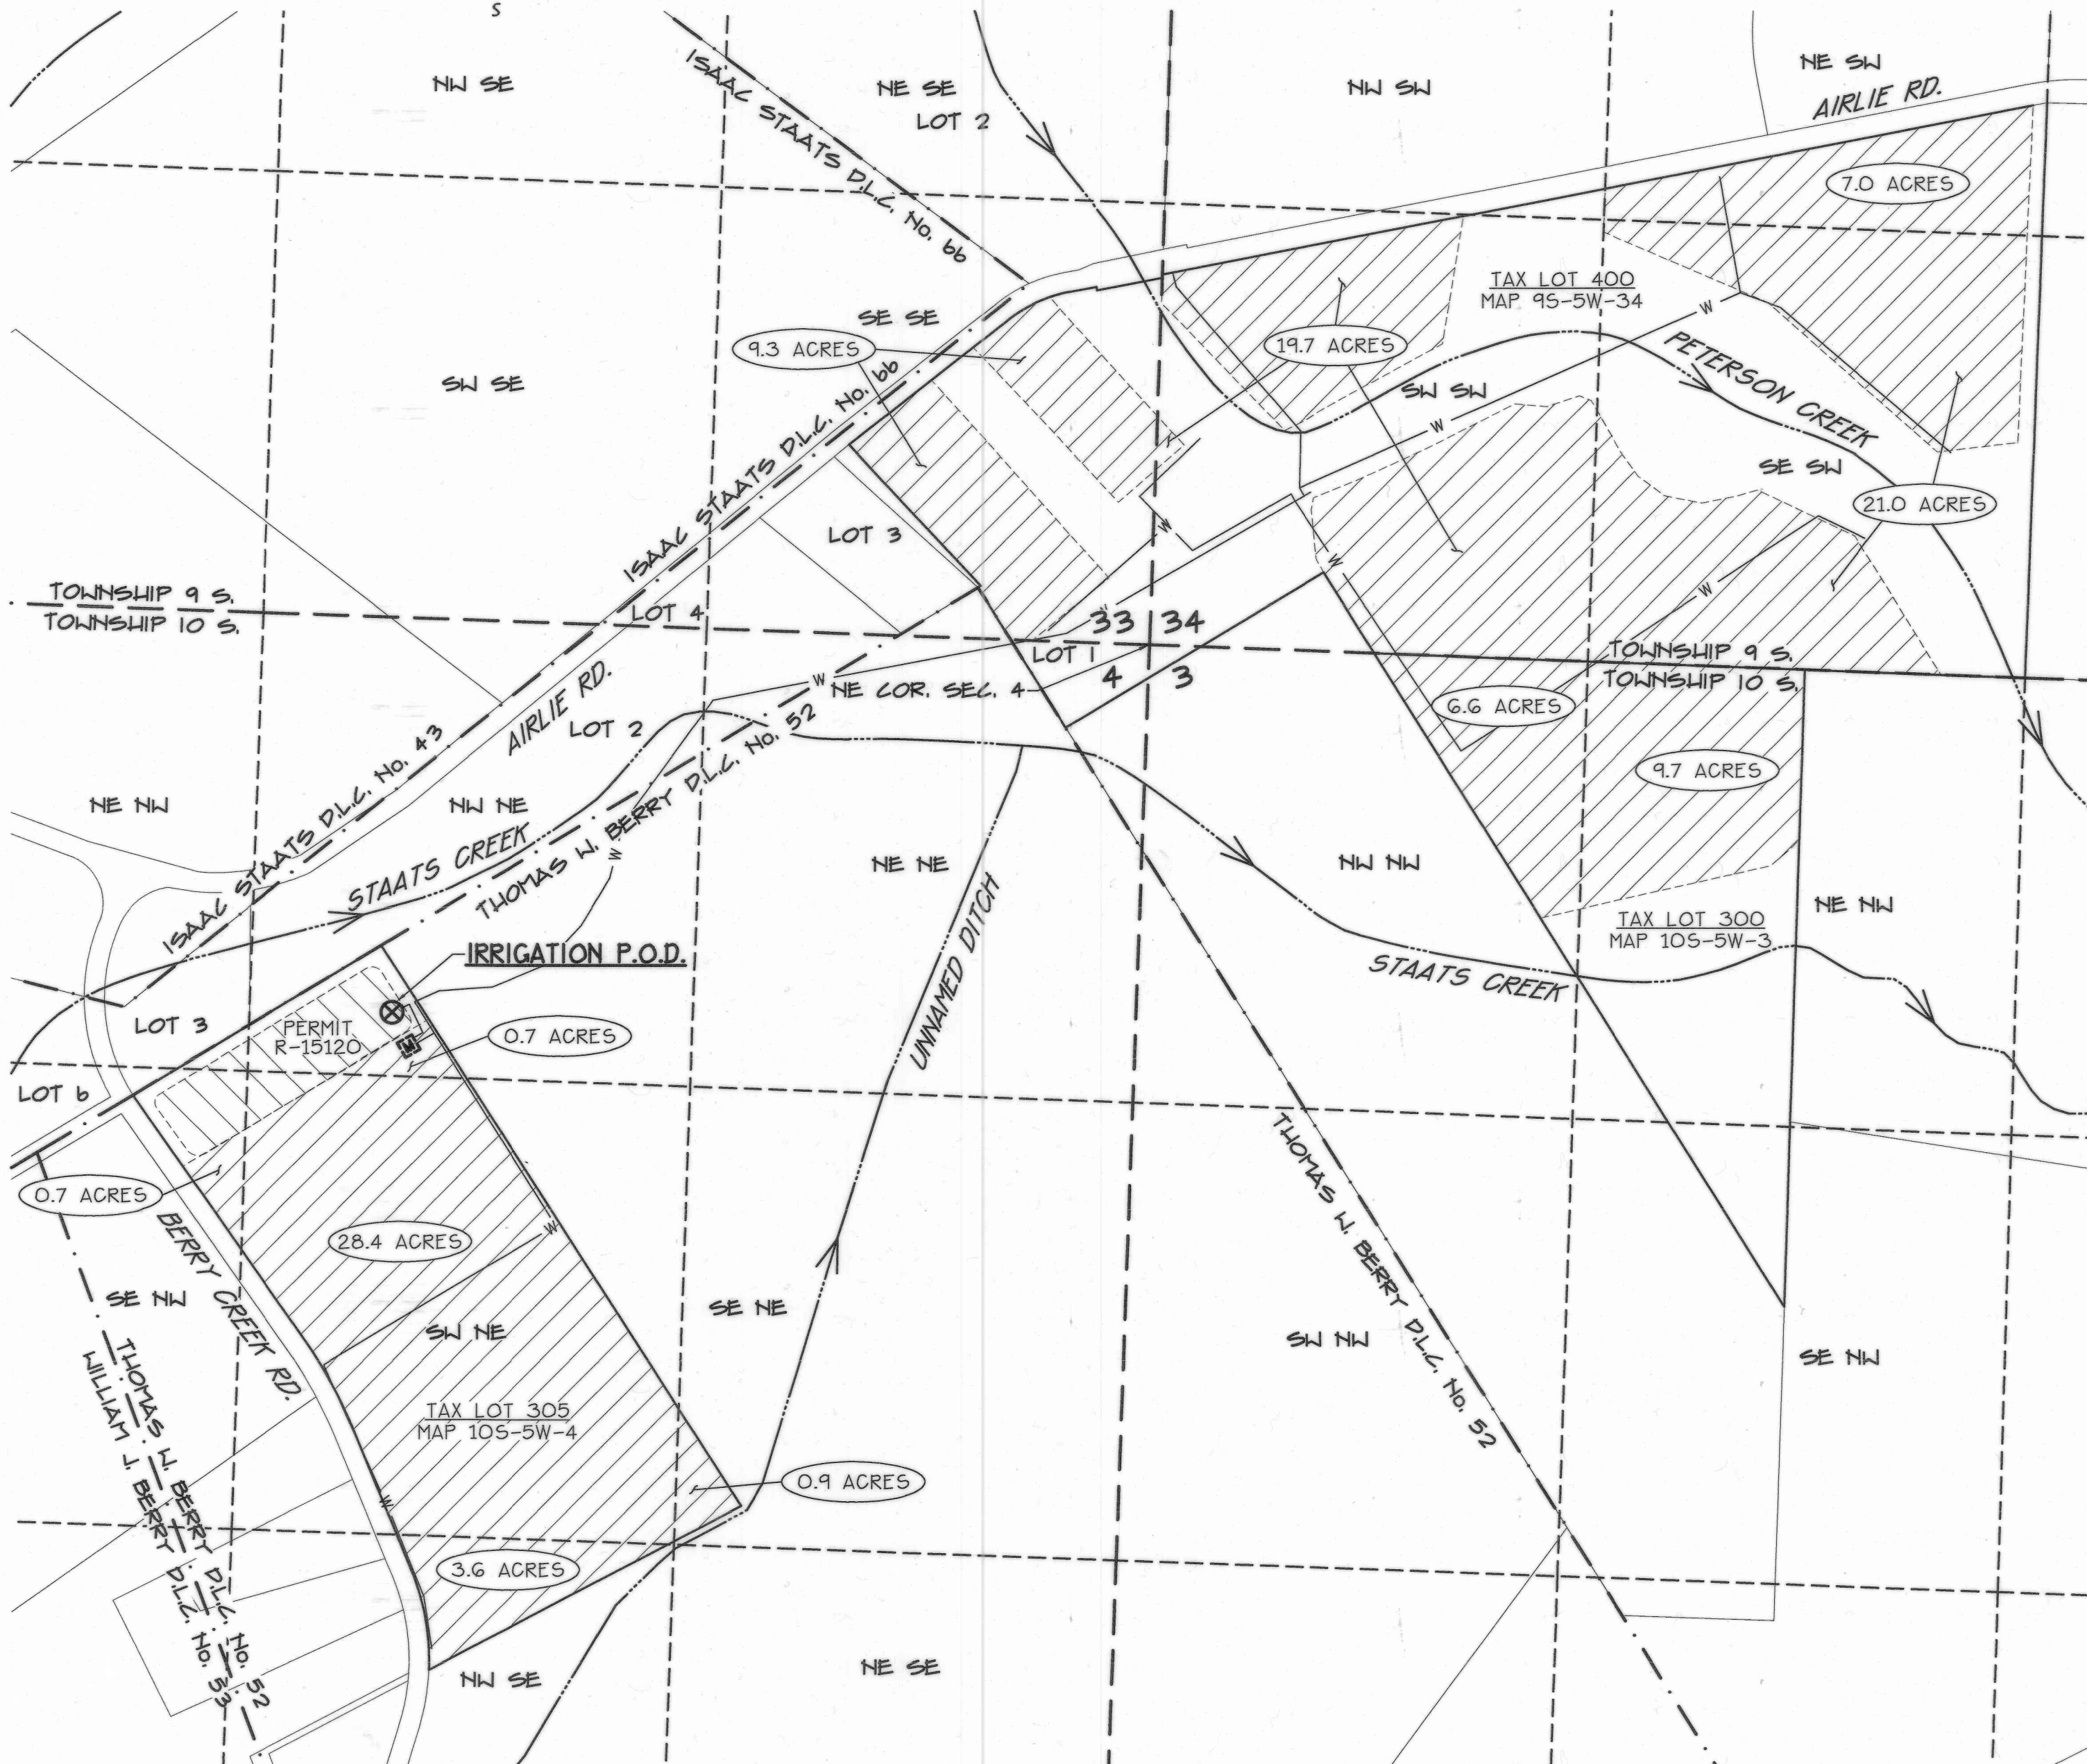 S
NW SE
ISAAC STAATS D.L.C. No. 66
NE SE
LOT 2
NW SW
NE SW
AIRLIE RD.
7.0 ACRES
TAX LOT 400
MAP 9S-5W-34
SE SE
9.3 ACRES
19.7 ACRES
W
PETERSON CREEK
SW SE
SW SW
W
SE SW
ISAAC STAATS D.L.C. No. 66
21.0 ACRES
LOT 3
W
W
W
TOWNSHIP 9 S.
TOWNSHIP 10 S.
LOT 4
W
33
34
LOT 1
4
3
TOWNSHIP 9 S.
TOWNSHIP 10 S.
W
NE COR. SEC. 4
6.6 ACRES
AIRLIE RD.
LOT 2
9.7 ACRES
ISAAC STAATS D.L.C. No. 43
NE NW
NW NE
THOMAS W. BERRY D.L.C. No. 52
W
STAATS CREEK
NE NE
NW NW
NE NW
UNNAMED DITCH
TAX LOT 300
MAP 10S-5W-3
IRRIGATION P.O.D.
STAATS CREEK
LOT 3
PERMIT
R-15120
M
0.7 ACRES
LOT 6
0.7 ACRES
BERRY CREEK RD.
28.4 ACRES
W
THOMAS W. BERRY D.L.C. No. 52
SE NW
SW NE
SE NE
SW NW
SE NW
THOMAS W. BERRY D.L.C. No. 52
WILLIAM J. BERRY D.L.C. No. 53
TAX LOT 305
MAP 10S-5W-4
0.9 ACRES
W
3.6 ACRES
NW SE
NE SE